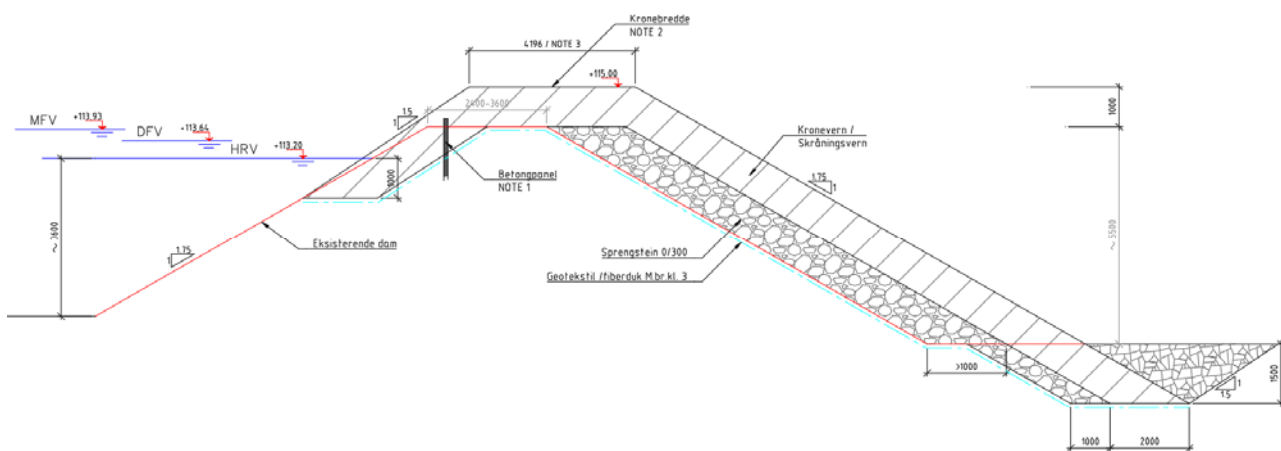 Kronebredde
NOTE 2
4196 / NOTE 3
+115.00
1000
1.5
1
2400-3600
+113.93
MFV
+113.64
DFV
HRV
+113.20
Kronevern /
Skråningsvern
Betongpanel
NOTE 1
1000
1.75
1
~ 3600
Eksisterende dam
1.75
1
~ 5500
Sprengstein 0/300
Geotekstil /fiberduk M.br.kl. 3
>1000
1
1.5
1500
1000
2000